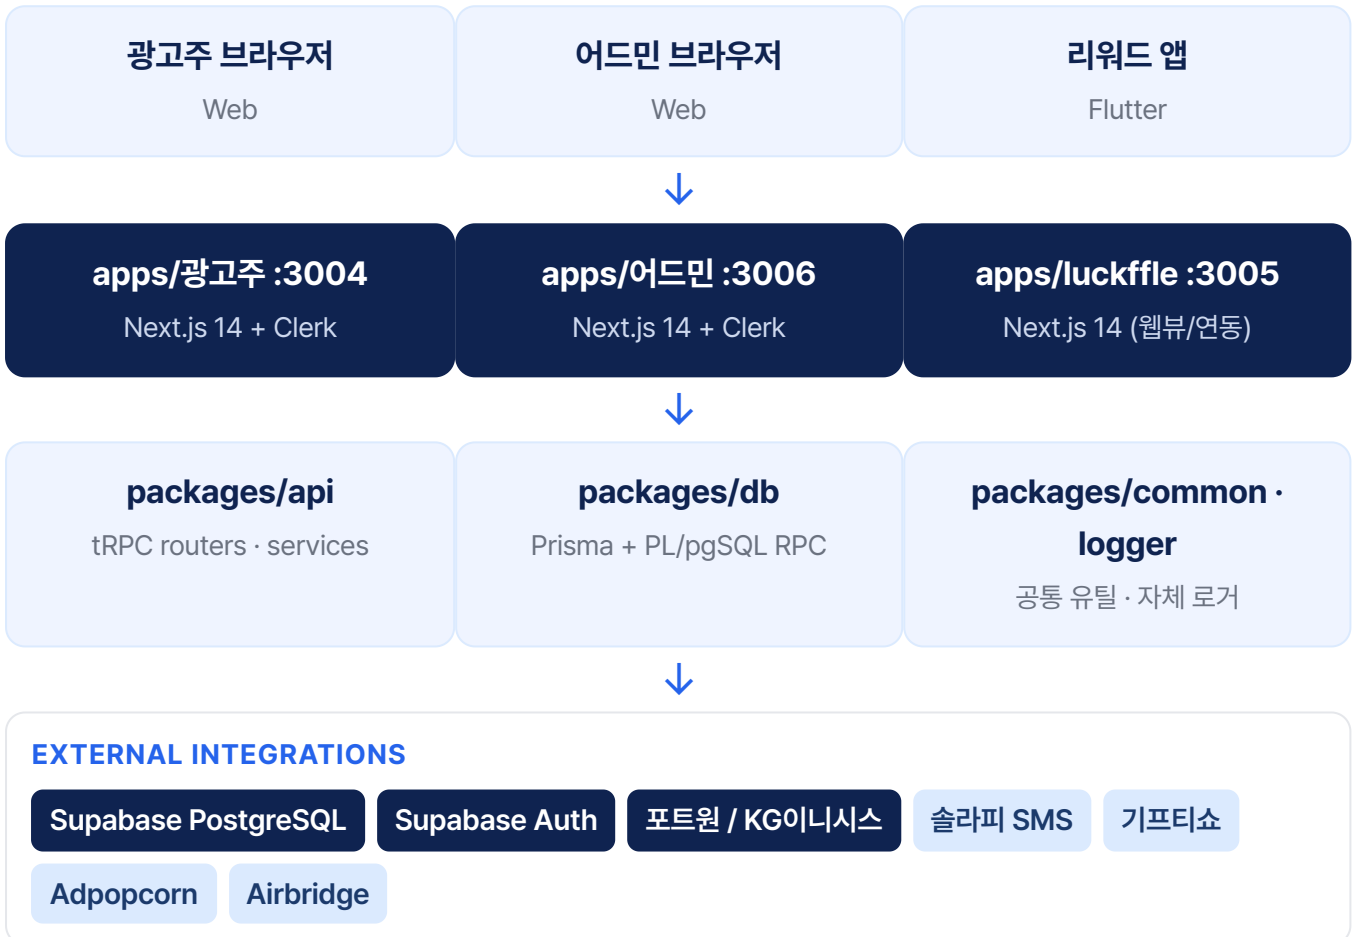 광고주 브라우저
Web
어드민 브라우저
Web
리워드 앱
Flutter
apps/광고주 :3004
Next.js 14 + Clerk
apps/어드민 :3006
Next.js 14 + Clerk
apps/luckffle :3005
Next.js 14 (웹뷰/연동)
packages/api
tRPC routers · services
packages/db
Prisma + PL/pgSQL RPC
packages/common ·
logger
공통 유틸 · 자체 로거
EXTERNAL INTEGRATIONS
Supabase PostgreSQL
Supabase Auth
포트원 / KG이니시스
솔라피 SMS
기프티쇼
Adpopcorn
Airbridge